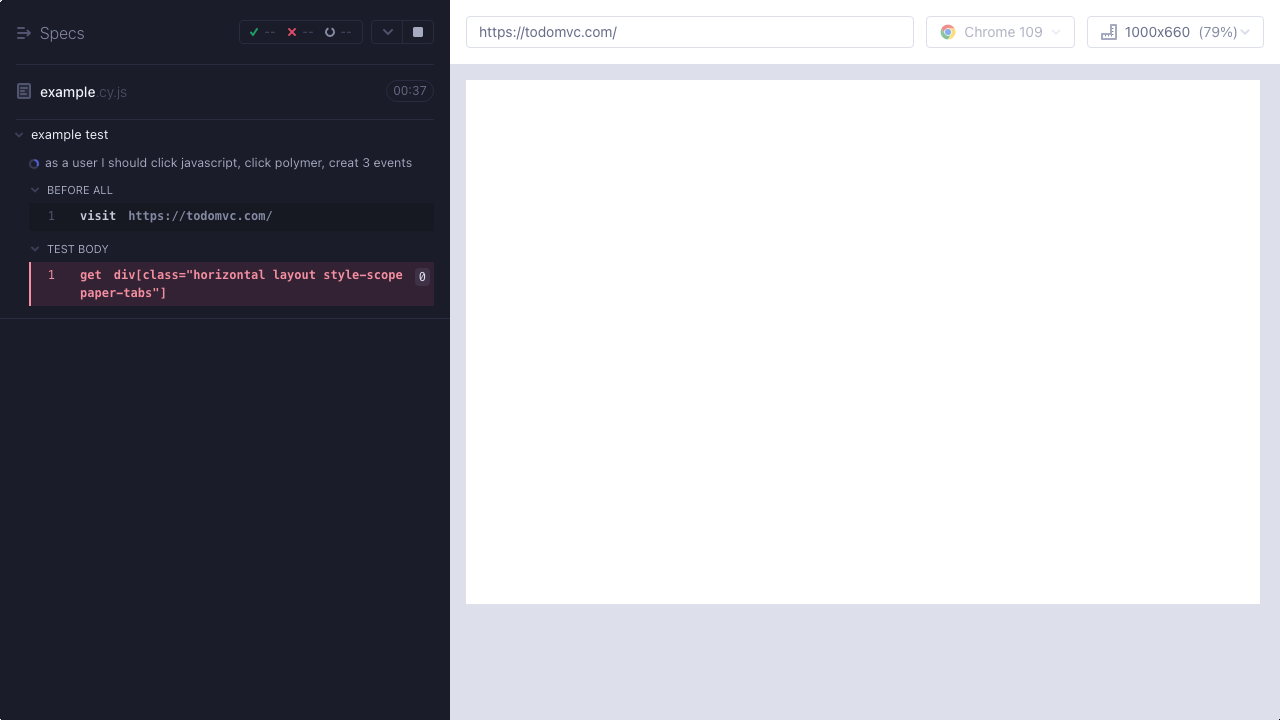 Specs -- -- --
https://todomvc.com/ Chrome 109 1000x660 (79%)
example.cy.js 00:37
example test
as a user I should click javascript, click polymer, creat 3 events
BEFORE ALL
1 visit https://todomvc.com/
TEST BODY
1 get div[class="horizontal layout style-scope 0
paper-tabs"]